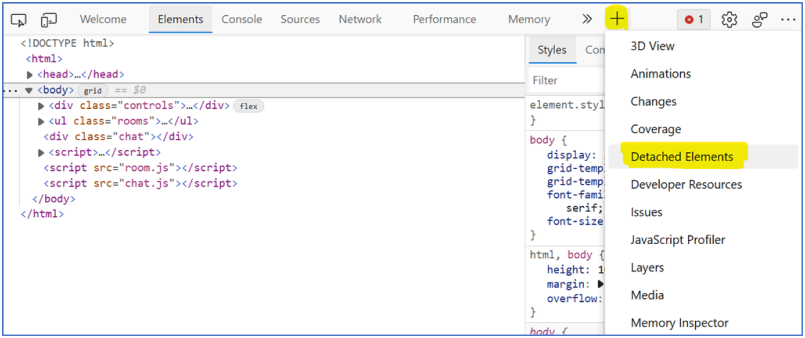 Welcome Elements Console Sources Network Performance Memory » + 1 ...
<!DOCTYPE html>
<html>
▶ <head>…</head>
... ▼ <body> grid == $0
▶ <div class="controls">…</div> flex
▶ <ul class="rooms">…</ul>
<div class="chat"></div>
▶ <script>…</script>
<script src="room.js"></script>
<script src="chat.js"></script>
</body>
</html>
Styles Con
Filter
element.styl
}
body {
display:
grid-temp
grid-temp
font-fami
serif;
font-size
}
html, body {
height: 10
margin: ▶
overflow:
}
body {
3D View
Animations
Changes
Coverage
Detached Elements
Developer Resources
Issues
JavaScript Profiler
Layers
Media
Memory Inspector